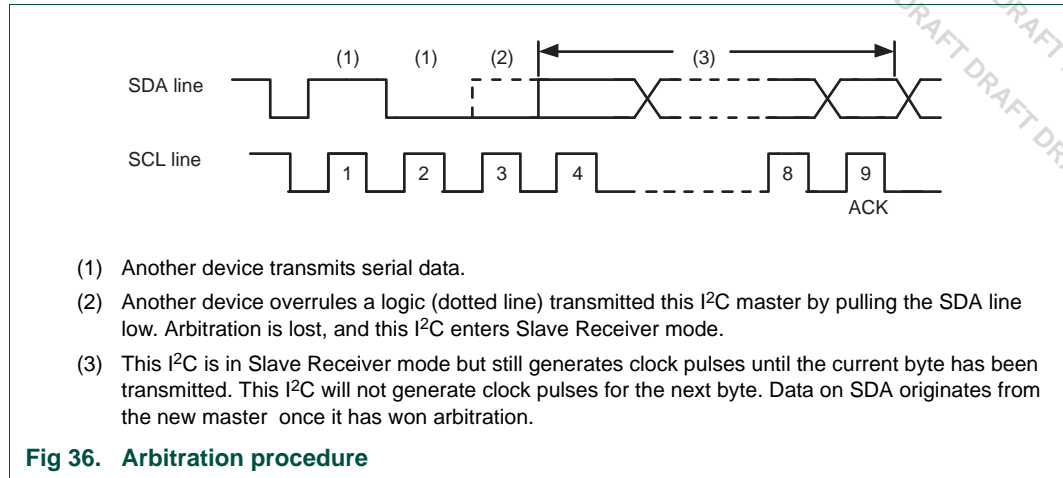 DRAFT DRAFT DRAFT DR
DRAFT
(1) (1) (2) (3)
SDA line
SCL line
1 2 3 4 8 9
ACK
(1) Another device transmits serial data.
(2) Another device overrules a logic (dotted line) transmitted this I²C master by pulling the SDA line
low. Arbitration is lost, and this I²C enters Slave Receiver mode.
(3) This I²C is in Slave Receiver mode but still generates clock pulses until the current byte has been
transmitted. This I²C will not generate clock pulses for the next byte. Data on SDA originates from
the new master once it has won arbitration.
Fig 36. Arbitration procedure